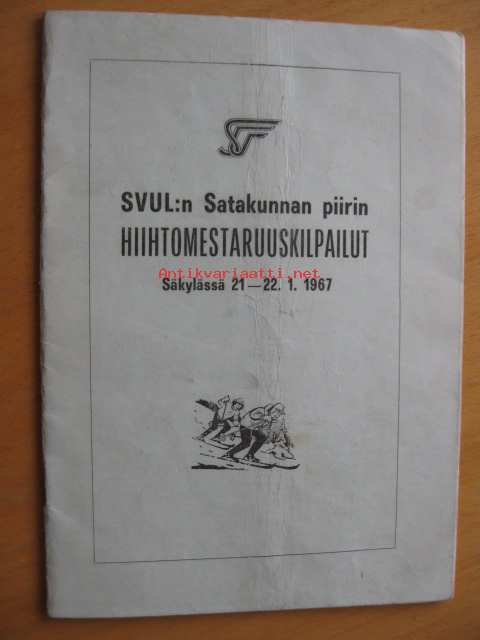 SVUL:n Satakunnan piirin
HIIHTOMESTARUUSKILPAILUT
Antikvariaatti.net
Säkylässä 21—22. 1. 1967